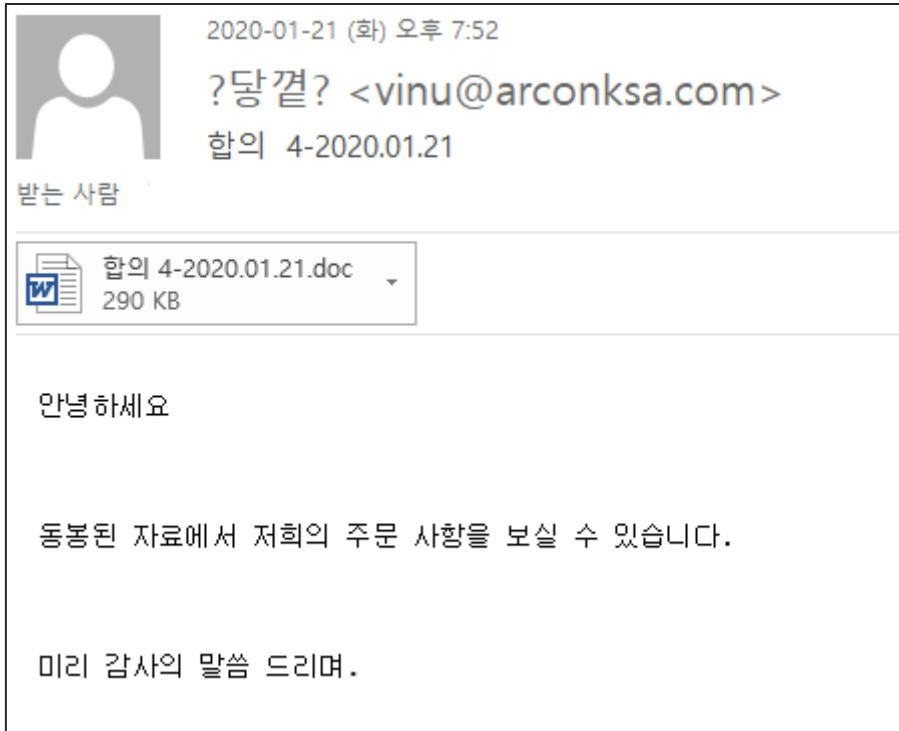 2020-01-21 (화) 오후 7:52
?닿꼍? <vinu@arconksa.com>
합의 4-2020.01.21
받는 사람
합의 4-2020.01.21.doc
290 KB
안녕하세요
동봉된 자료에서 저희의 주문 사항을 보실 수 있습니다.
미리 감사의 말씀 드리며.